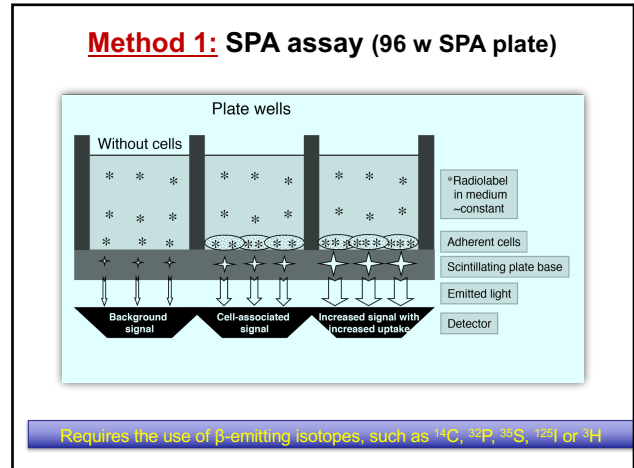 Method 1: SPA assay (96 w SPA plate)
Plate wells
Without cells
*Radiolabel
in medium
~constant
Adherent cells
Scintillating plate base
Emitted light
Detector
Background
signal
Cell-associated
signal
Increased signal with
increased uptake
Requires the use of β-emitting isotopes, such as ¹⁴C, ³²P, ³⁵S, ¹²⁵I or ³H